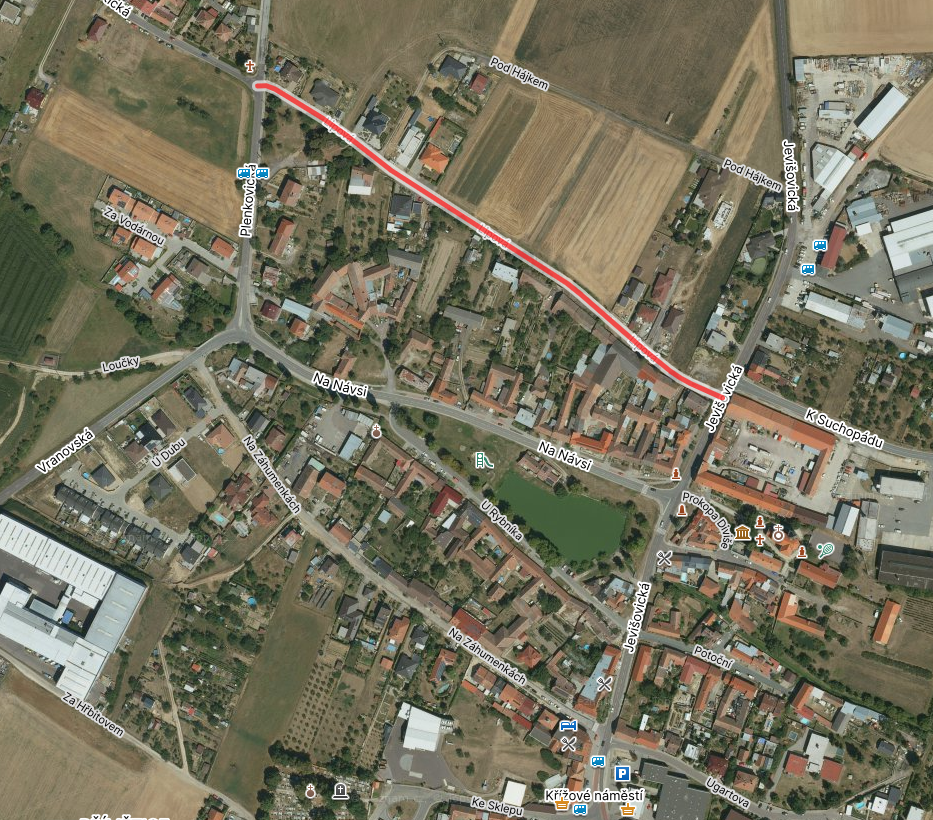 Pod Hájkem
Pod Hájkem
Jevišovická
Plenkovická
Za Vodárnou
Loučky
Na Návsi
Jevišovická
K Suchopádu
Vranovská
U Dubu
Na Záhumenkách
Na Návsi
U Rybníka
Prokopa Diviše
Jevišovická
Na Záhumenkách
Potoční
Za Hřbitovem
P
Ugartova
Křížové náměstí
Ke Sklepu